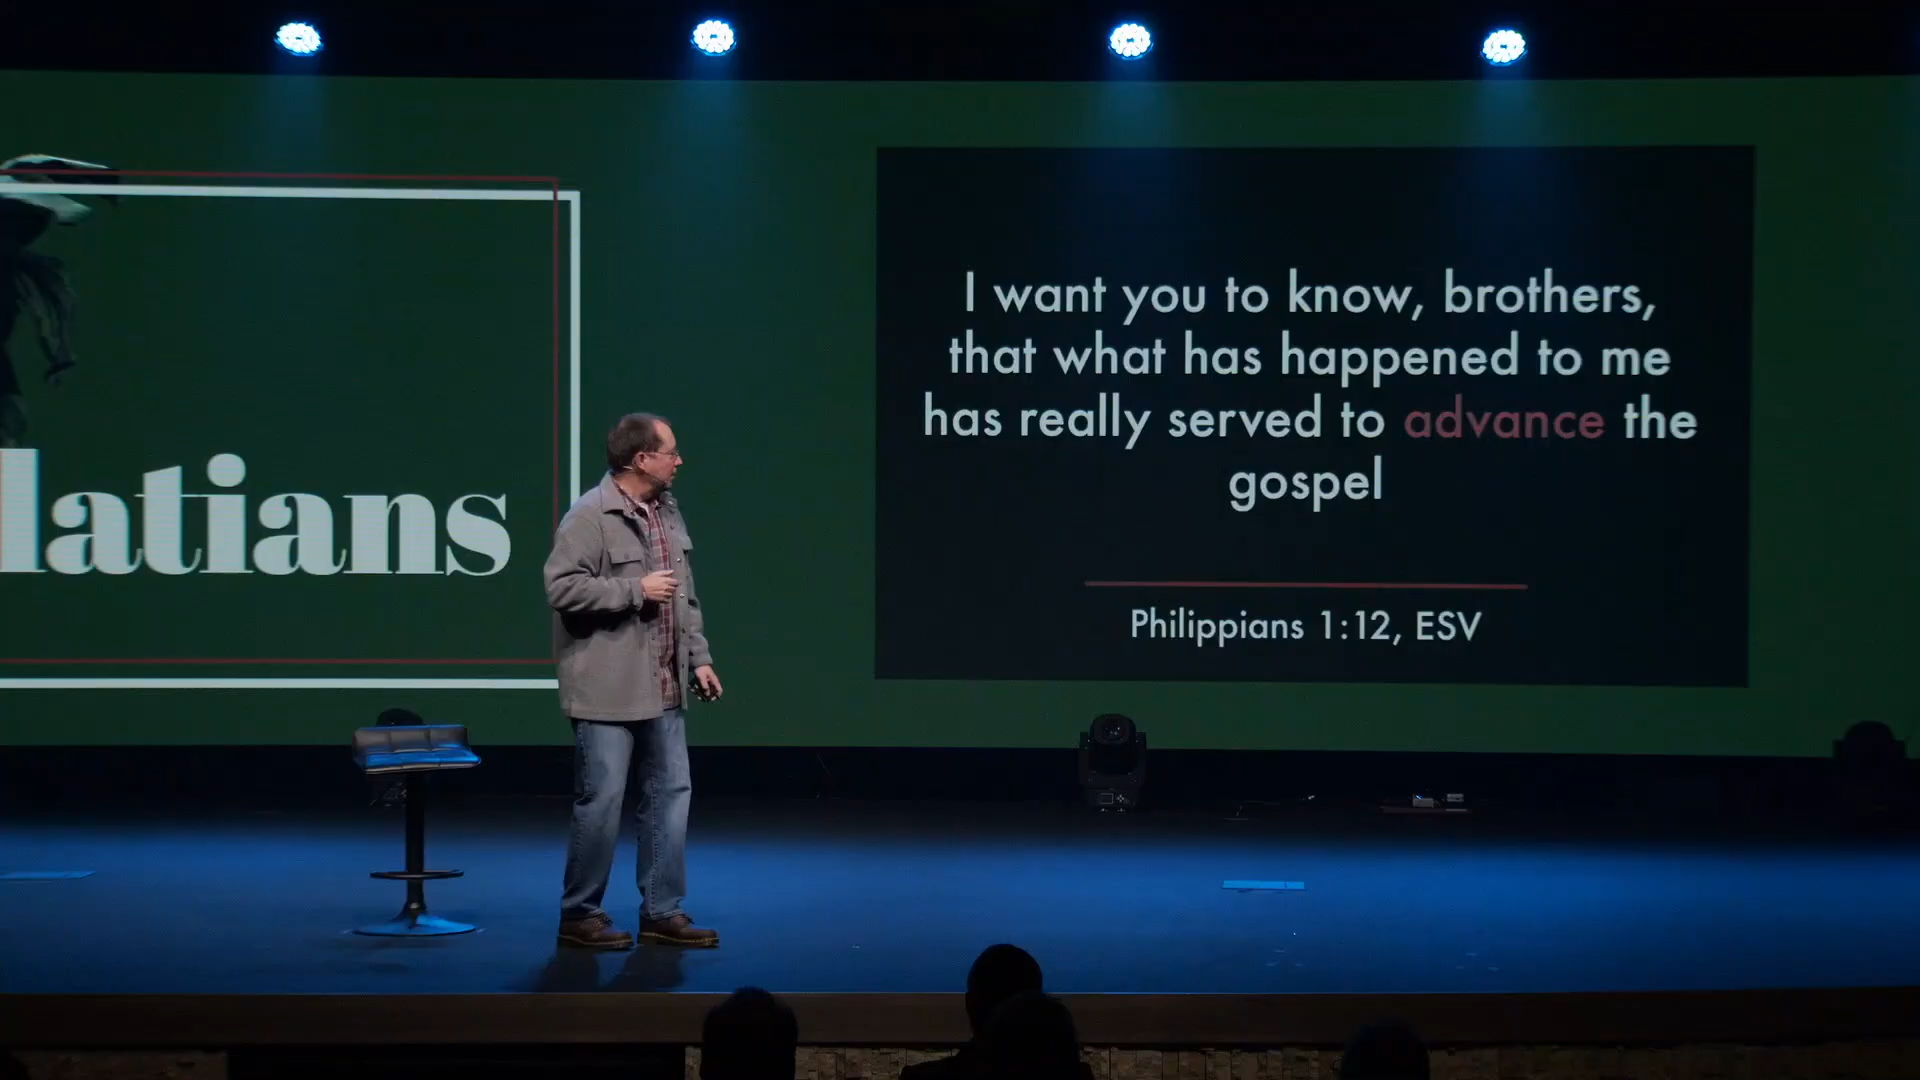 latians
I want you to know, brothers,
that what has happened to me
has really served to advance the
gospel
Philippians 1:12, ESV